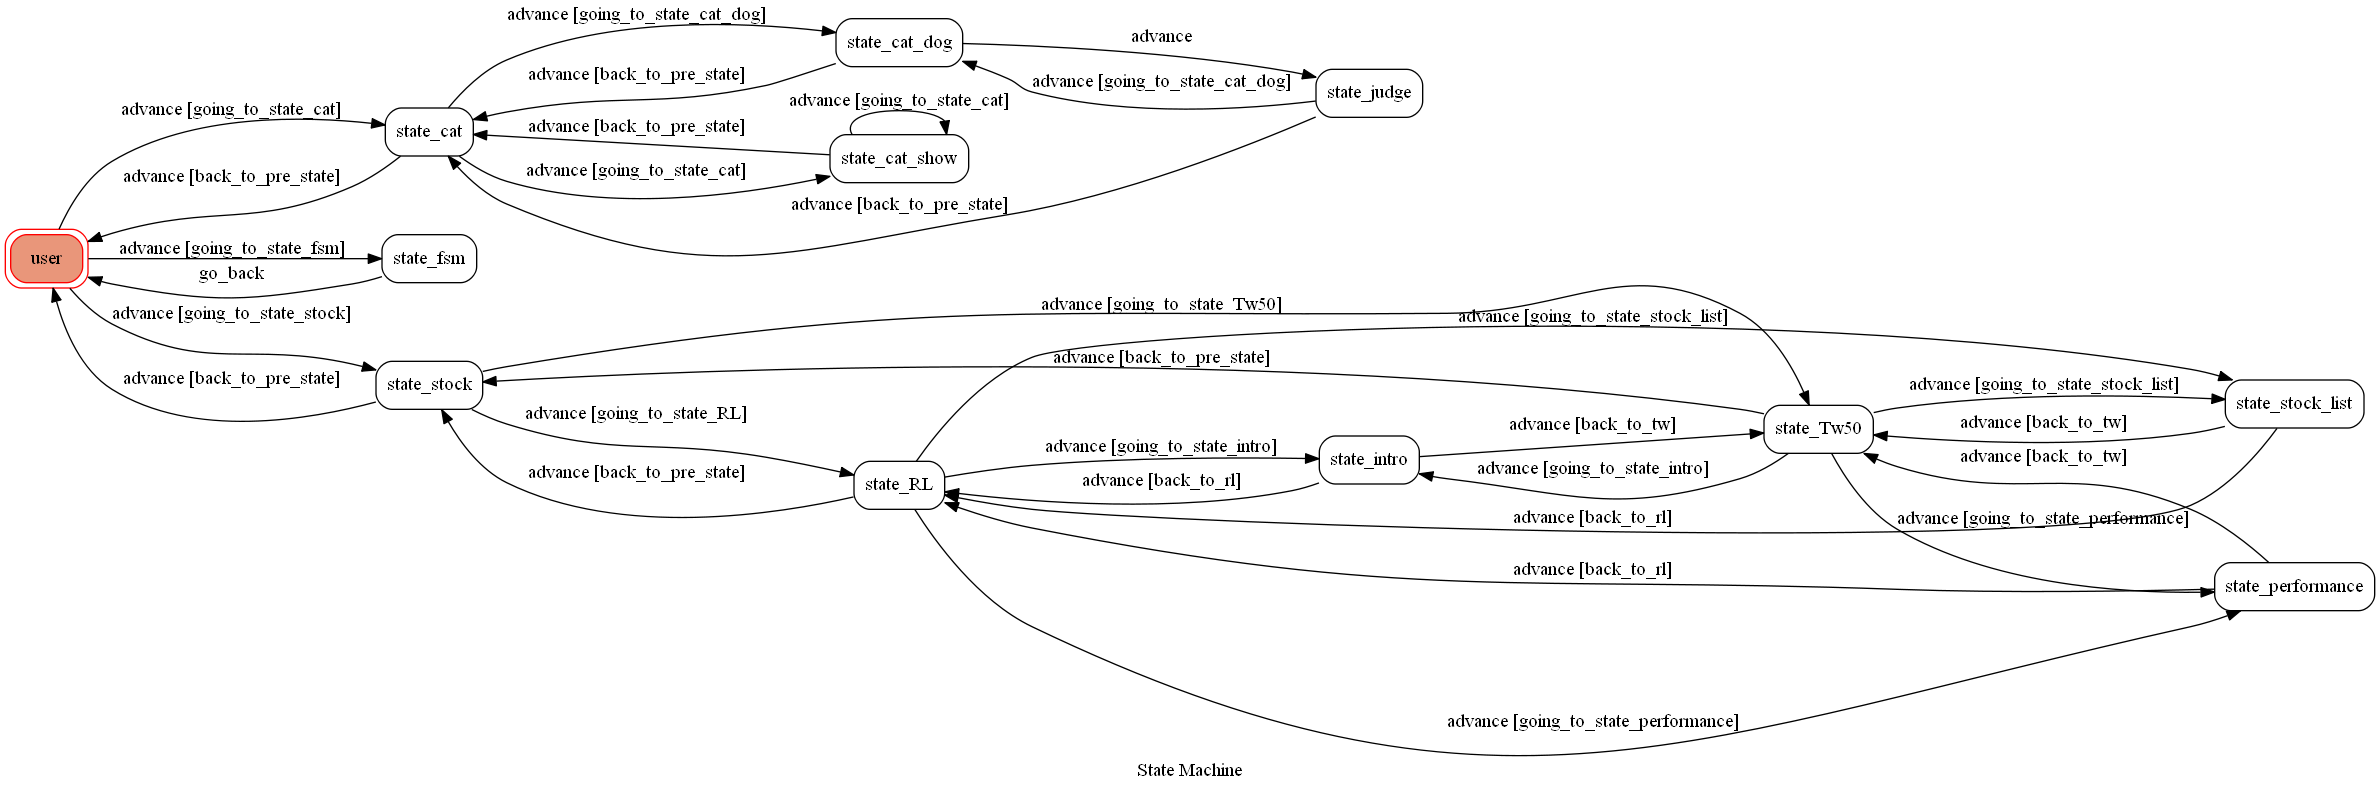 advance [going_to_state_cat_dog]
state_cat_dog
advance
advance [back_to_pre_state]
advance [going_to_state_cat_dog]
state_judge
advance [going_to_state_cat]
advance [going_to_state_cat]
state_cat
advance [back_to_pre_state]
state_cat_show
advance [back_to_pre_state]
advance [going_to_state_cat]
advance [back_to_pre_state]
user
advance [going_to_state_fsm]
state_fsm
go_back
advance [going_to_state_stock]
advance [going_to_state_Tw50]
advance [going_to_state_stock_list]
advance [back_to_pre_state]
advance [back_to_pre_state]
state_stock
advance [going_to_state_stock_list]
state_stock_list
advance [going_to_state_RL]
advance [back_to_tw]
advance [back_to_tw]
state_Tw50
advance [going_to_state_intro]
state_intro
advance [back_to_tw]
advance [back_to_pre_state]
advance [going_to_state_intro]
state_RL
advance [back_to_rl]
advance [back_to_rl]
advance [going_to_state_performance]
advance [back_to_rl]
state_performance
advance [going_to_state_performance]
State Machine